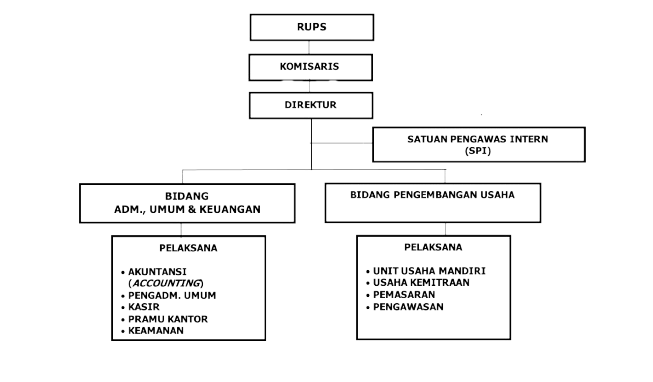 RUPS
KOMISARIS
DIREKTUR
SATUAN PENGAWAS INTERN
(SPI)
BIDANG
ADM., UMUM & KEUANGAN
BIDANG PENGEMBANGAN USAHA
PELAKSANA
• AKUNTANSI
(ACCOUNTING)
• PENGADM. UMUM
• KASIR
• PRAMU KANTOR
• KEAMANAN
PELAKSANA
• UNIT USAHA MANDIRI
• USAHA KEMITRAAN
• PEMASARAN
• PENGAWASAN